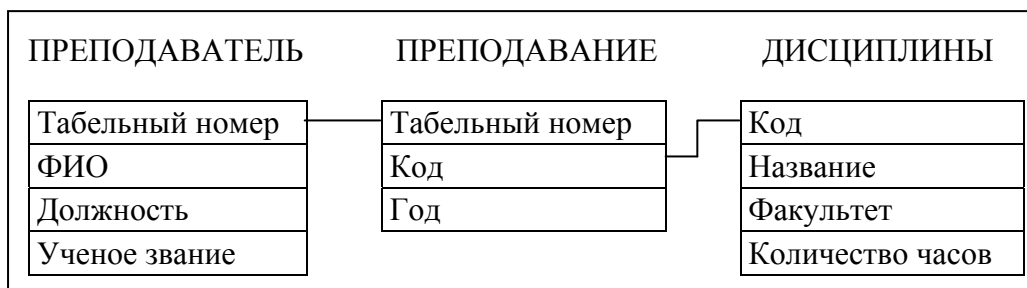 ПРЕПОДАВАТЕЛЬ ПРЕПОДАВАНИЕ ДИСЦИПЛИНЫ
Табельный номер Табельный номер Код
ФИО Код Название
Должность Год Факультет
Ученое звание Количество часов